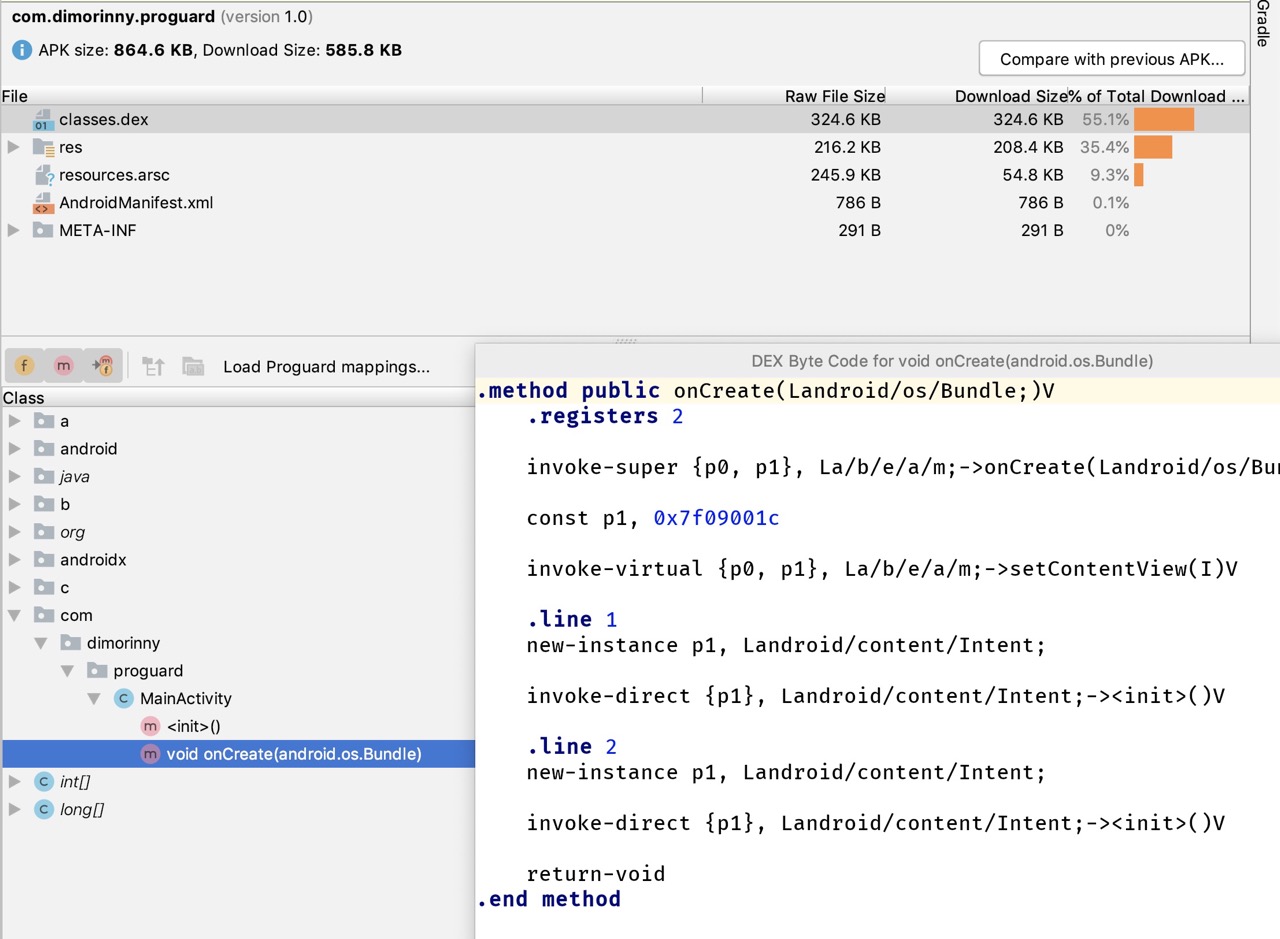 com.dimorinny.proguard (version 1.0)
APK size: 864.6 KB, Download Size: 585.8 KB
Compare with previous APK...
Gradle
File Raw File Size Download Size % of Total Download ...
classes.dex 324.6 KB 324.6 KB 55.1%
res 216.2 KB 208.4 KB 35.4%
resources.arsc 245.9 KB 54.8 KB 9.3%
AndroidManifest.xml 786 B 786 B 0.1%
META-INF 291 B 291 B 0%
Load Proguard mappings...
Class
a
android
java
b
org
androidx
c
com
dimorinny
proguard
MainActivity
<init>()
void onCreate(android.os.Bundle)
int[]
long[]
DEX Byte Code for void onCreate(android.os.Bundle)
.method public onCreate(Landroid/os/Bundle;)V
.registers 2
invoke-super {p0, p1}, La/b/e/a/m;->onCreate(Landroid/os/Bun
const p1, 0x7f09001c
invoke-virtual {p0, p1}, La/b/e/a/m;->setContentView(I)V
.line 1
new-instance p1, Landroid/content/Intent;
invoke-direct {p1}, Landroid/content/Intent;-><init>()V
.line 2
new-instance p1, Landroid/content/Intent;
invoke-direct {p1}, Landroid/content/Intent;-><init>()V
return-void
.end method